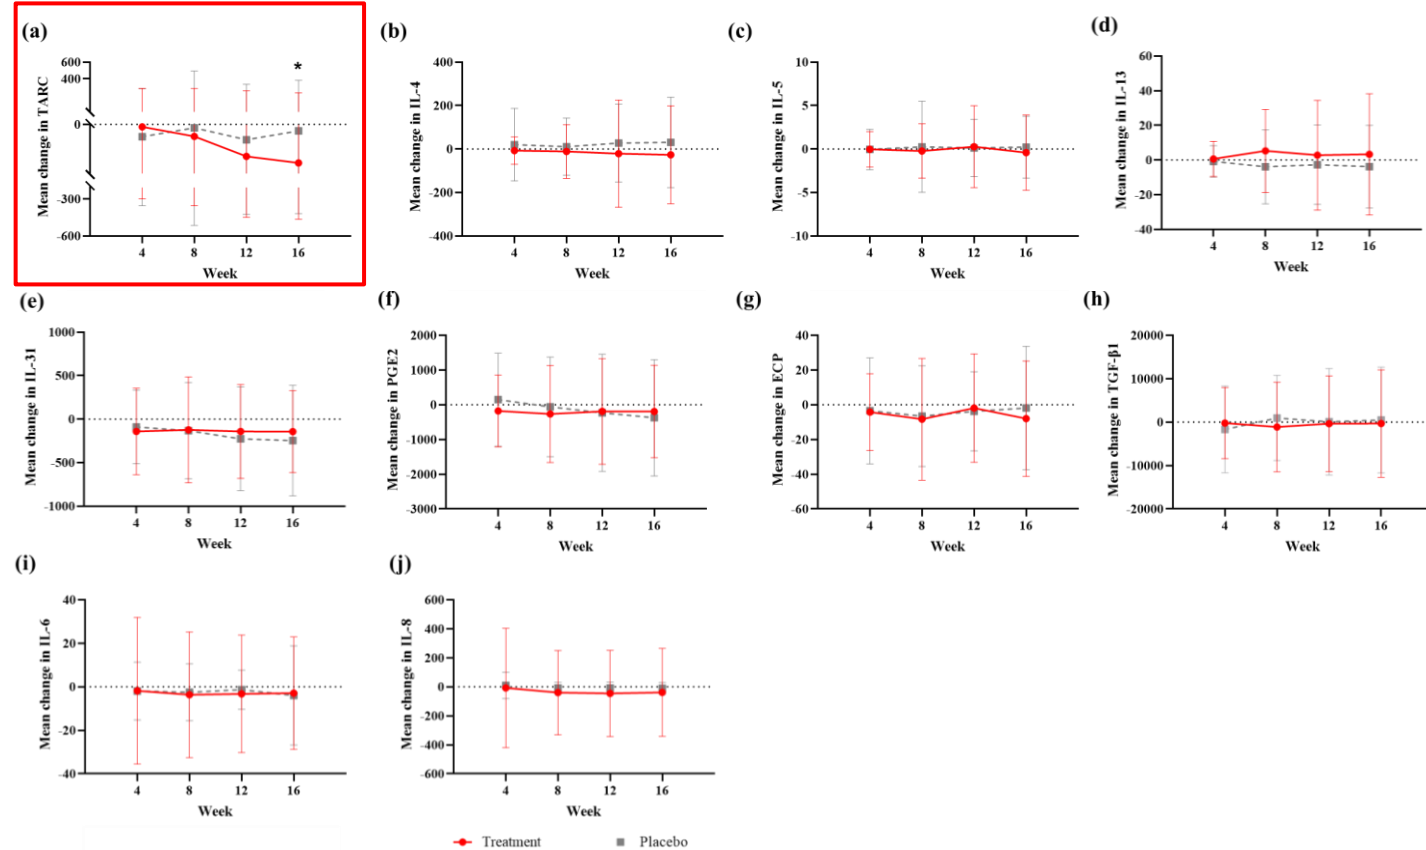 (a)
Mean change in TARC
600
400
0
-300
-600
*
4 8 12 16
Week
(b)
Mean change in IL-4
400
200
0
-200
-400
4 8 12 16
Week
(c)
Mean change in IL-5
10
5
0
-5
-10
4 8 12 16
Week
(d)
Mean change in IL-13
60
40
20
0
-20
-40
4 8 12 16
Week
(e)
Mean change in IL-31
1000
500
0
-500
-1000
4 8 12 16
Week
(f)
Mean change in PGE2
2000
1000
0
-1000
-2000
-3000
4 8 12 16
Week
(g)
Mean change in ECP
40
20
0
-20
-40
-60
4 8 12 16
Week
(h)
Mean change in TGF-β1
20000
10000
0
-10000
-20000
4 8 12 16
Week
(i)
Mean change in IL-6
40
20
0
-20
-40
4 8 12 16
Week
(j)
Mean change in IL-8
600
400
200
0
-200
-400
-600
4 8 12 16
Week
Treatment Placebo